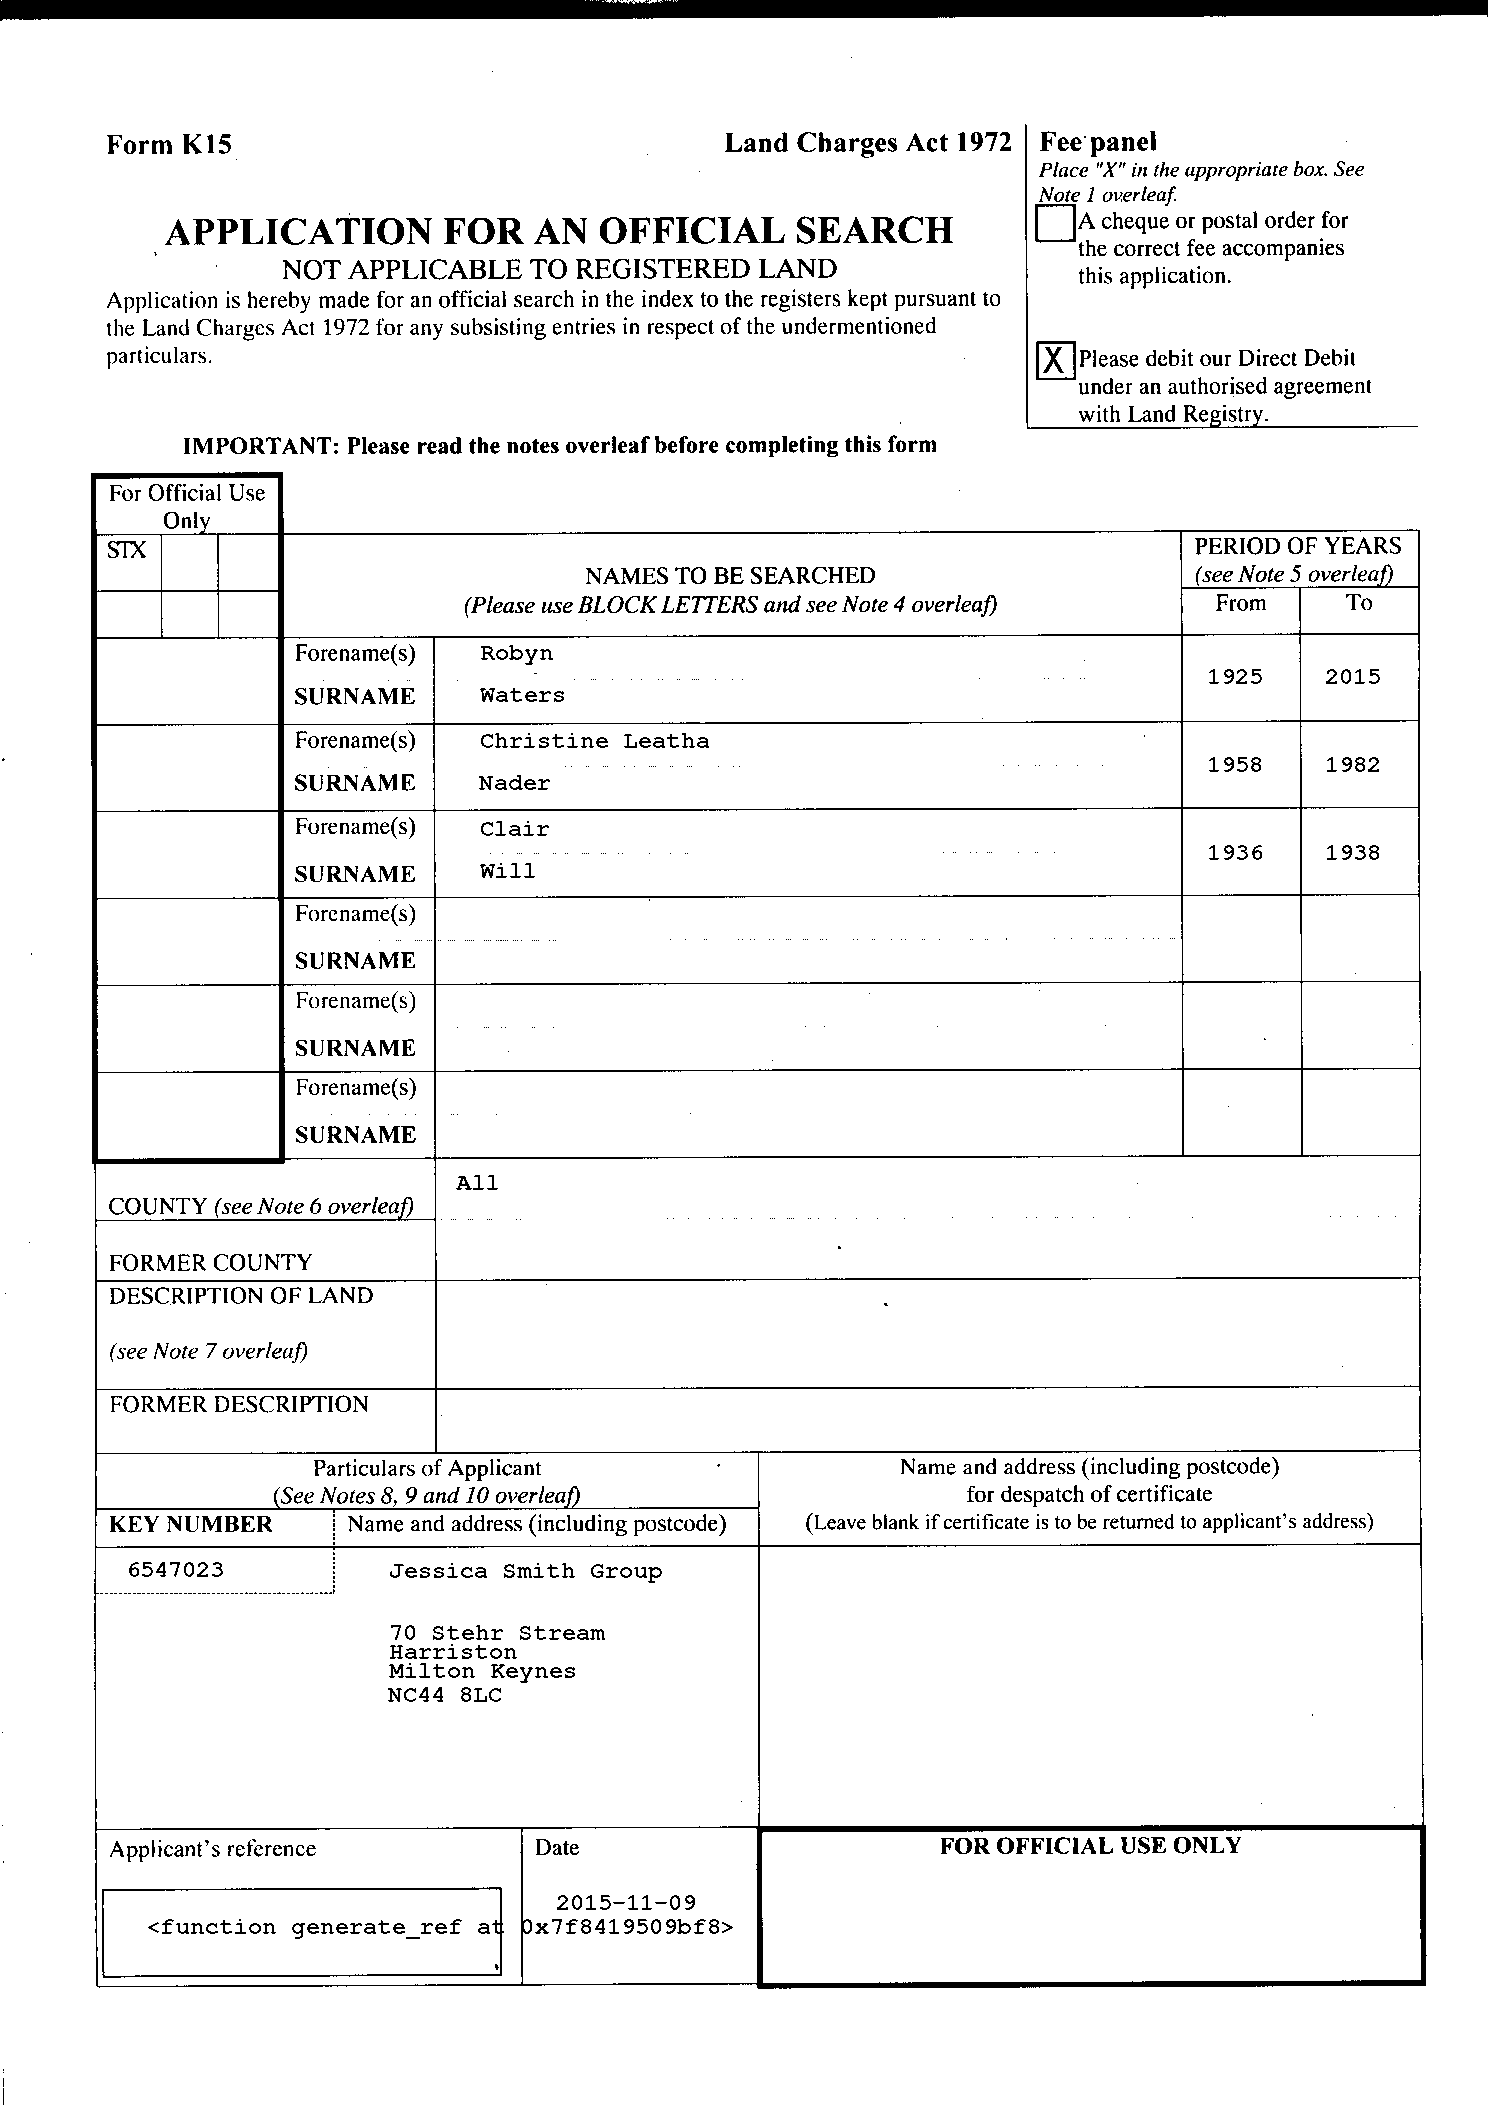 Form K15
Land Charges Act 1972
APPLICATION FOR AN OFFICIAL SEARCH
NOT APPLICABLE TO REGISTERED LAND
Application is hereby made for an official search in the index to the registers kept pursuant to
the Land Charges Act 1972 for any subsisting entries in respect of the undermentioned
particulars.
Fee panel
Place "X" in the appropriate box. See
Note 1 overleaf.
A cheque or postal order for
the correct fee accompanies
this application.
X Please debit our Direct Debit
under an authorised agreement
with Land Registry.
IMPORTANT: Please read the notes overleaf before completing this form
For Official Use
Only
STX
NAMES TO BE SEARCHED
(Please use BLOCK LETTERS and see Note 4 overleaf)
PERIOD OF YEARS
(see Note 5 overleaf)
From To
Forename(s) Robyn
SURNAME Waters
1925 2015
Forename(s) Christine Leatha
SURNAME Nader
1958 1982
Forename(s) Clair
SURNAME Will
1936 1938
Forename(s)
SURNAME
Forename(s)
SURNAME
Forename(s)
SURNAME
COUNTY (see Note 6 overleaf) All
FORMER COUNTY
DESCRIPTION OF LAND
(see Note 7 overleaf)
FORMER DESCRIPTION
Particulars of Applicant
(See Notes 8, 9 and 10 overleaf)
KEY NUMBER Name and address (including postcode)
Name and address (including postcode)
for despatch of certificate
(Leave blank if certificate is to be returned to applicant's address)
6547023 Jessica Smith Group
70 Stehr Stream
Harriston
Milton Keynes
NC44 8LC
Applicant's reference Date
FOR OFFICIAL USE ONLY
2015-11-09
<function generate_ref at 0x7f8419509bf8>